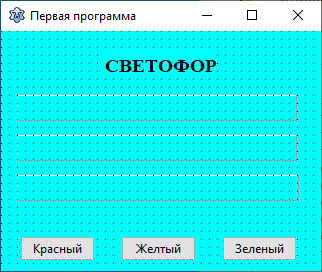 Первая программа
СВЕТОФОР
Красный Желтый Зеленый